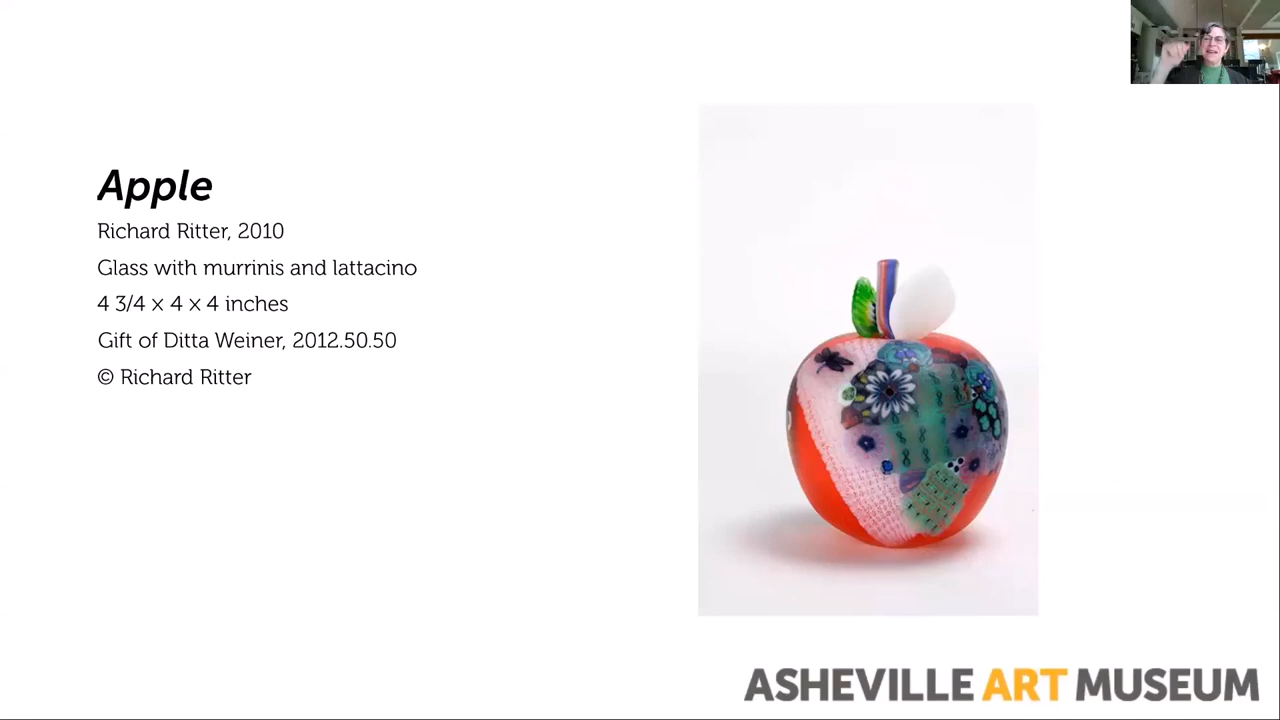 Apple
Richard Ritter, 2010
Glass with murrinis and lattacino
4 3/4 × 4 × 4 inches
Gift of Ditta Weiner, 2012.50.50
© Richard Ritter
ASHEVILLE ART MUSEUM